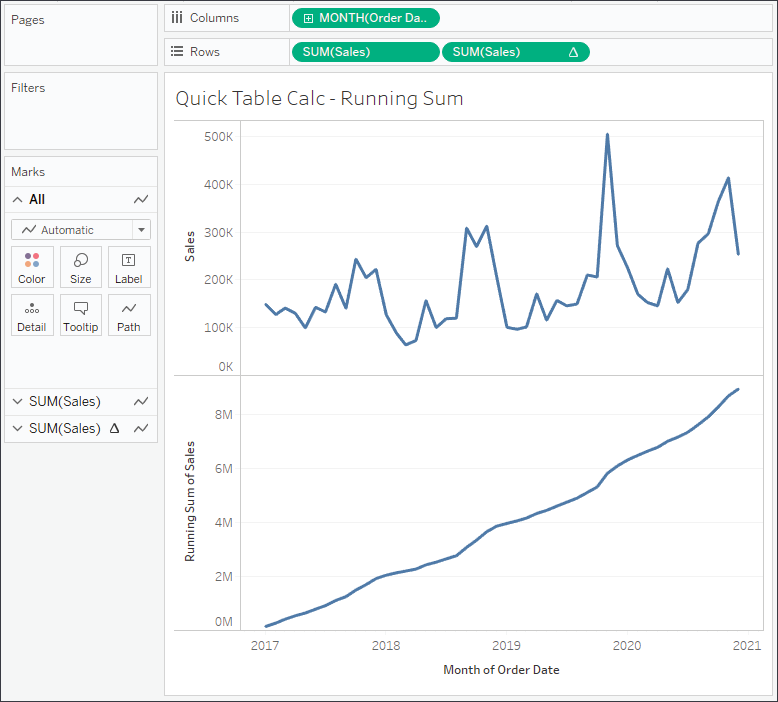 Pages
Columns
MONTH(Order Da..
Rows
SUM(Sales)
SUM(Sales) Δ
Filters
Marks
All
Automatic
Color
Size
T
Label
Detail
Tooltip
Path
SUM(Sales)
SUM(Sales) Δ
Quick Table Calc - Running Sum
500K
400K
300K
200K
100K
0K
Sales
8M
6M
4M
2M
0M
Running Sum of Sales
2017
2018
2019
2020
2021
Month of Order Date